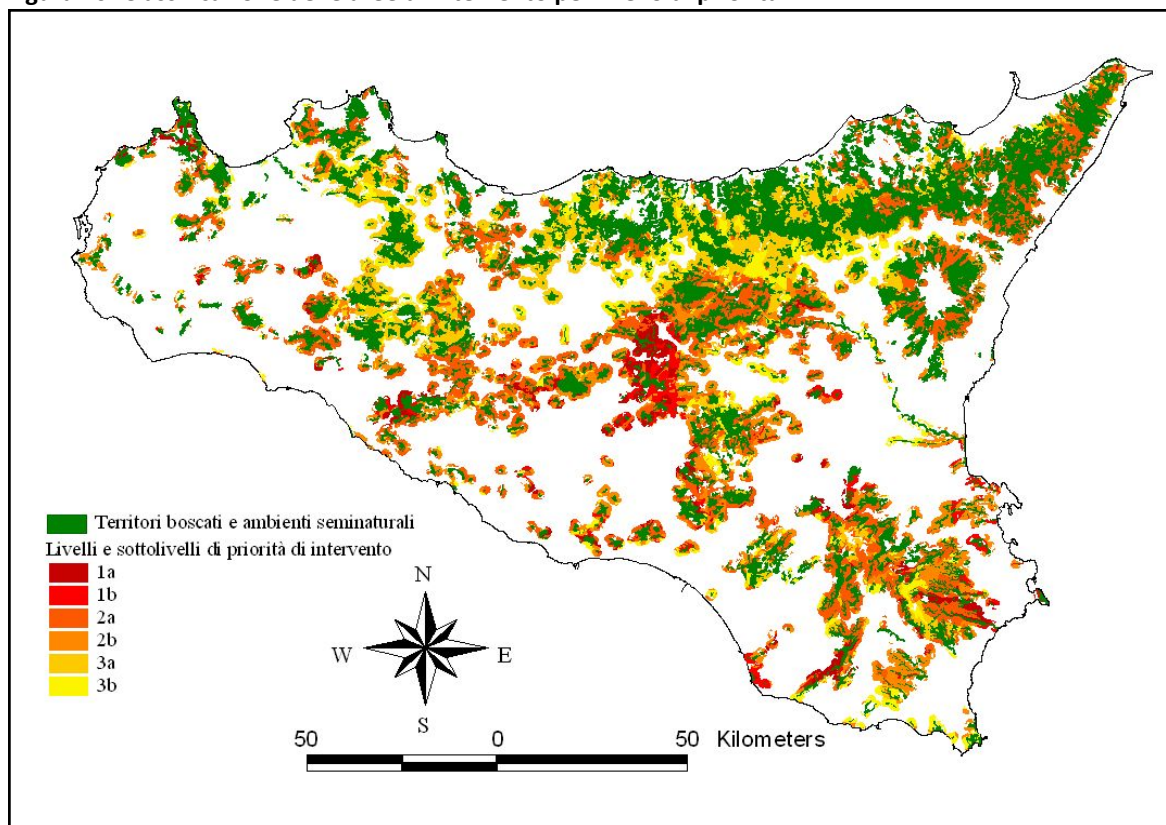 Territori boscati e ambienti seminaturali
Livelli e sottolivelli di priorità di intervento
1a
1b
2a
2b
3a
3b
N
W E
S
50 0 50 Kilometers